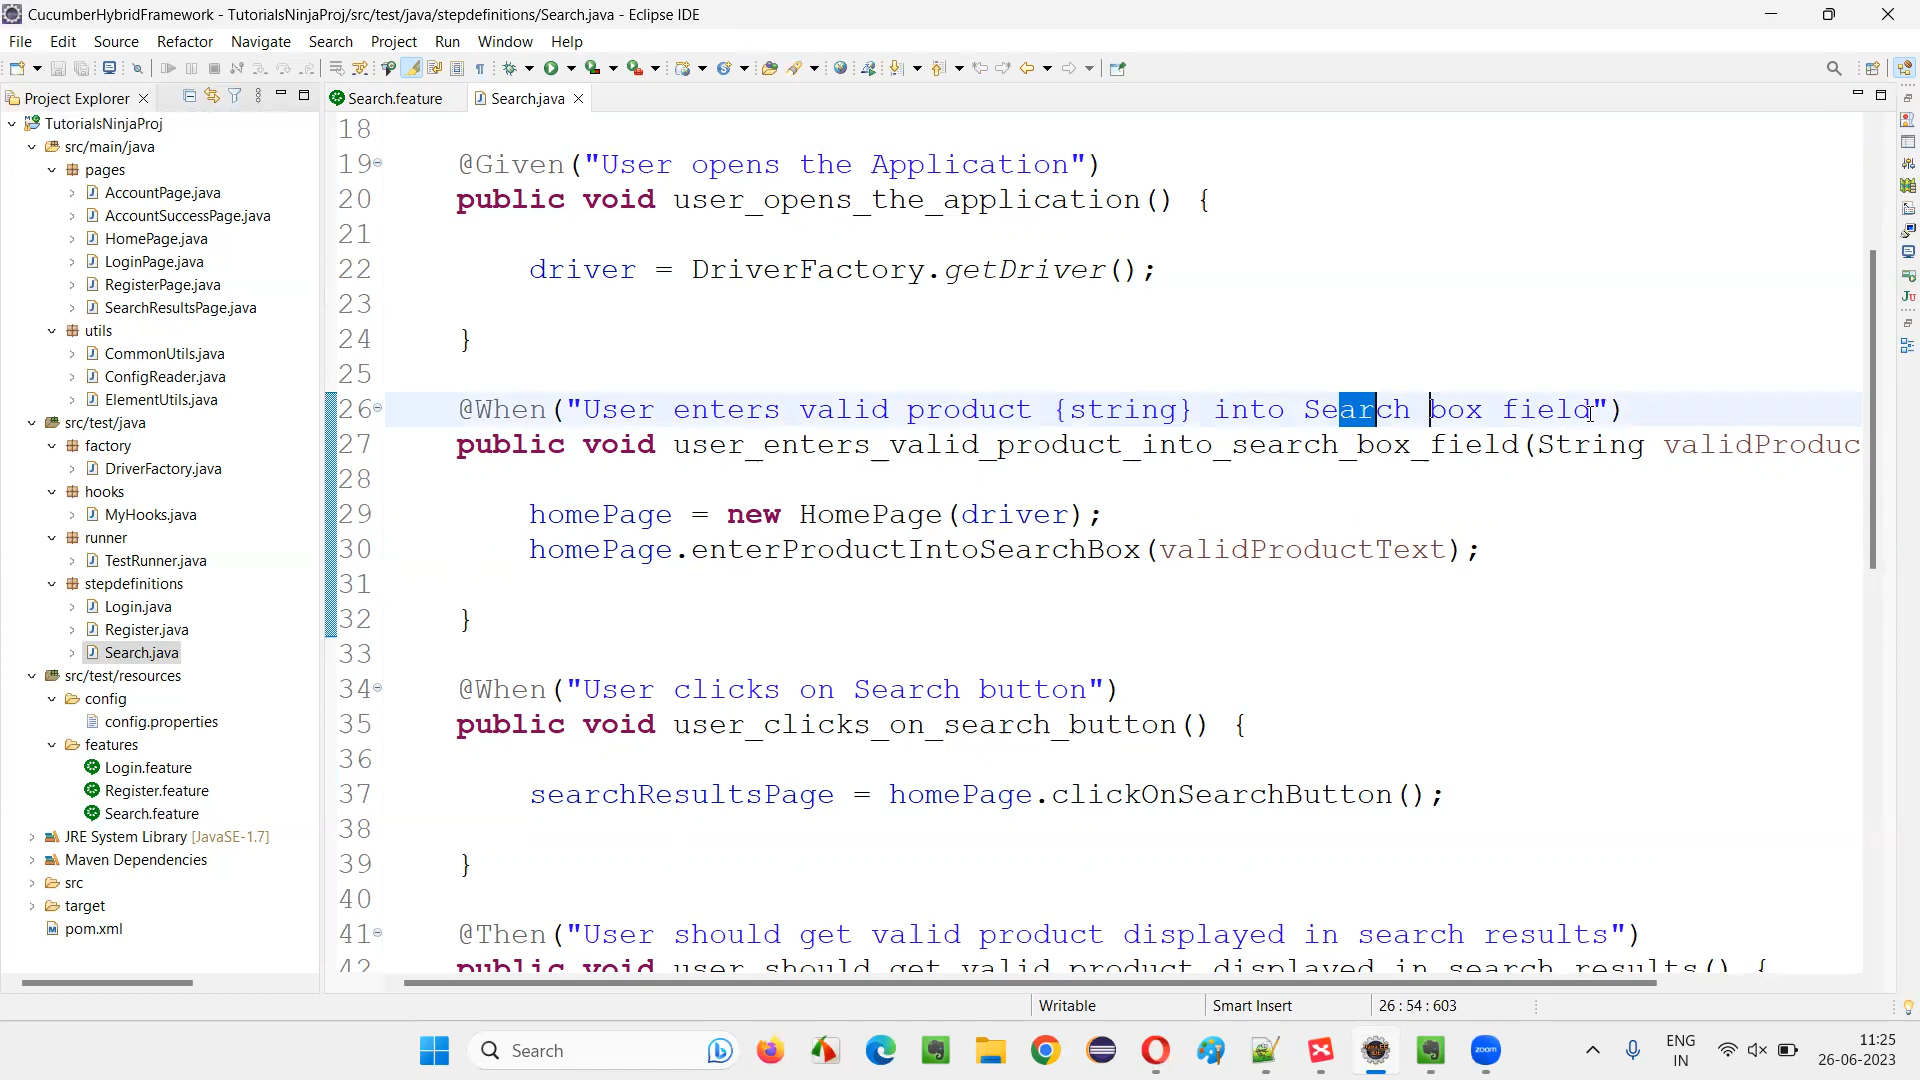 CucumberHybridFramework - TutorialsNinjaProj/src/test/java/stepdefinitions/Search.java - Eclipse IDE
File Edit Source Refactor Navigate Search Project Run Window Help
Project Explorer
Search.feature
Search.java
TutorialsNinjaProj
src/main/java
pages
AccountPage.java
AccountSuccessPage.java
HomePage.java
LoginPage.java
RegisterPage.java
SearchResultsPage.java
utils
CommonUtils.java
ConfigReader.java
ElementUtils.java
src/test/java
factory
DriverFactory.java
hooks
MyHooks.java
runner
TestRunner.java
stepdefinitions
Login.java
Register.java
Search.java
src/test/resources
config
config.properties
features
Login.feature
Register.feature
Search.feature
JRE System Library [JavaSE-1.7]
Maven Dependencies
src
target
pom.xml
18
19 @Given("User opens the Application")
20 public void user_opens_the_application() {
21
22 driver = DriverFactory.getDriver();
23
24 }
25
26 @When("User enters valid product {string} into Search box field")
27 public void user_enters_valid_product_into_search_box_field(String validProduc
28
29 homePage = new HomePage(driver);
30 homePage.enterProductIntoSearchBox(validProductText);
31
32 }
33
34 @When("User clicks on Search button")
35 public void user_clicks_on_search_button() {
36
37 searchResultsPage = homePage.clickOnSearchButton();
38
39 }
40
41 @Then("User should get valid product displayed in search results")
42 public void user_should_get_valid_product_displayed_in_search_results() {
Writable
Smart Insert
26 : 54 : 603
Search
zoom
ENG
IN
11:25
26-06-2023